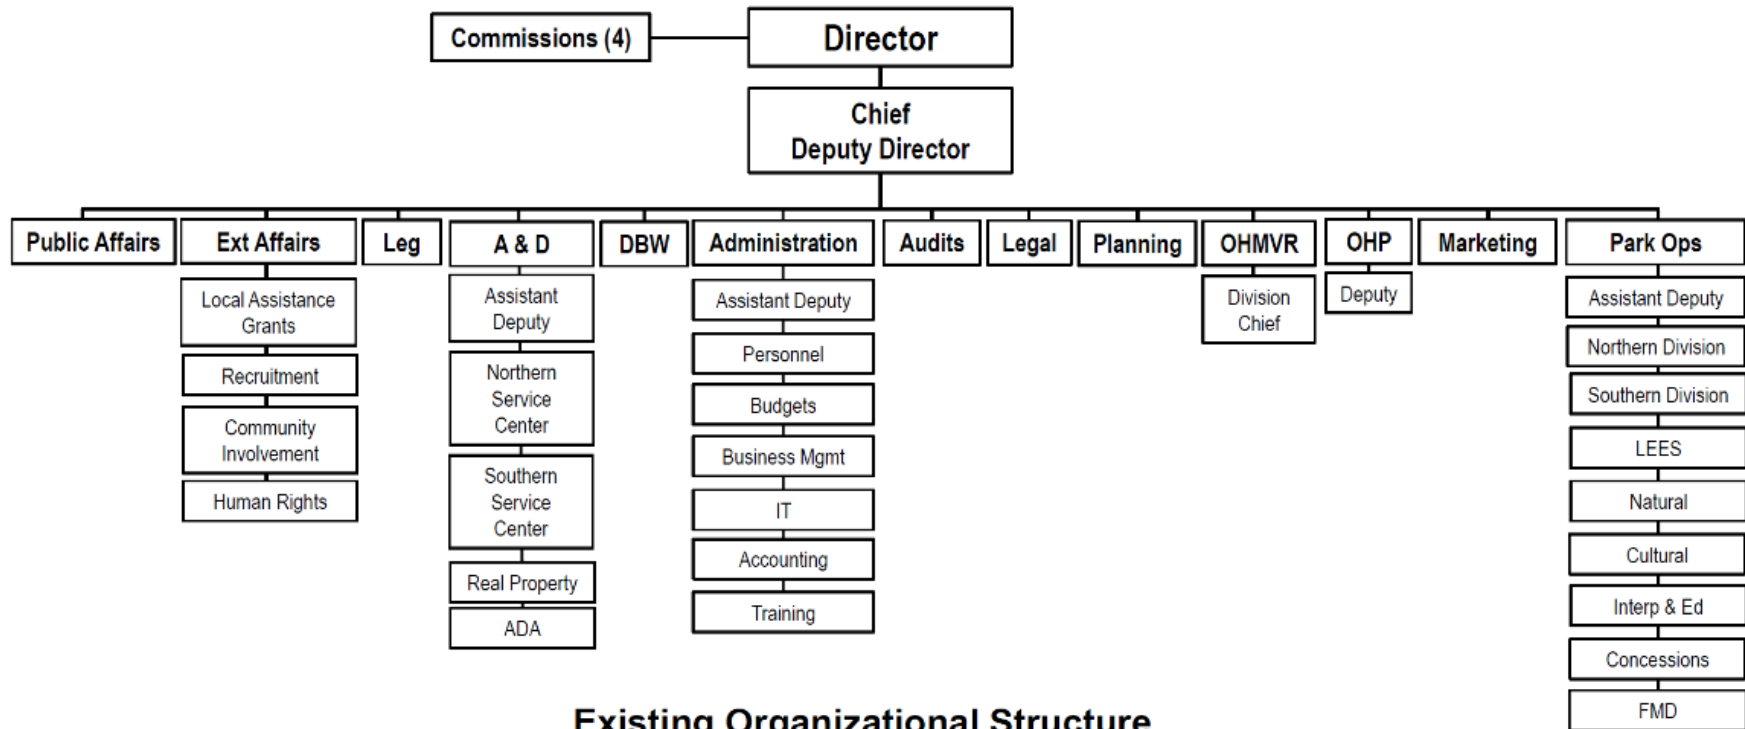 Commissions (4)
Director
Chief
Deputy Director
Public Affairs
Ext Affairs
Leg
A & D
DBW
Administration
Audits
Legal
Planning
OHMVR
OHP
Marketing
Park Ops
Local Assistance
Grants
Recruitment
Community
Involvement
Human Rights
Assistant
Deputy
Northern
Service
Center
Southern
Service
Center
Real Property
ADA
Assistant Deputy
Personnel
Budgets
Business Mgmt
IT
Accounting
Training
Division
Chief
Deputy
Assistant Deputy
Northern Division
Southern Division
LEES
Natural
Cultural
Interp & Ed
Concessions
FMD
Existing Organizational Structure